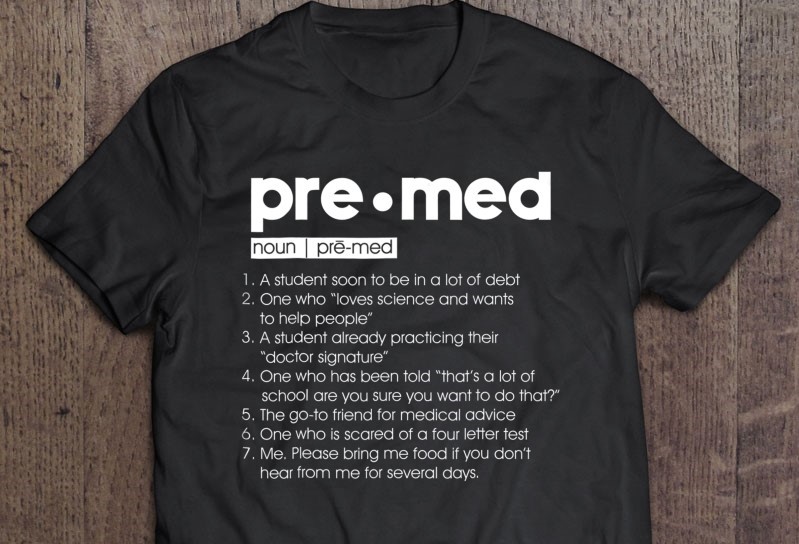 pre•med
noun | prē-med
1. A student soon to be in a lot of debt
2. One who "loves science and wants
to help people"
3. A student already practicing their
"doctor signature"
4. One who has been told "that's a lot of
school are you sure you want to do that?"
5. The go-to friend for medical advice
6. One who is scared of a four letter test
7. Me. Please bring me food if you don't
hear from me for several days.